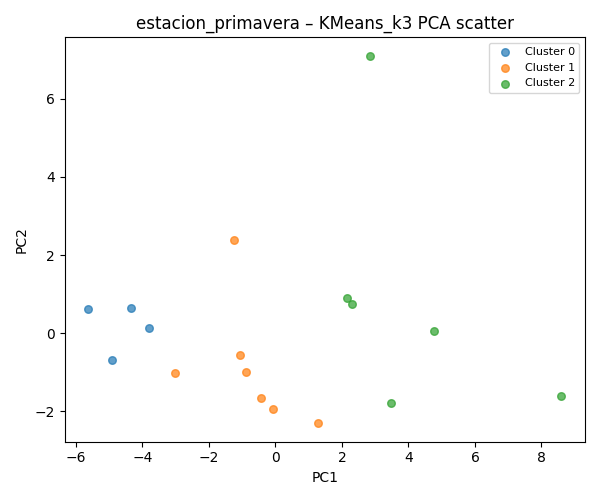 estacion_primavera – KMeans_k3 PCA scatter
Cluster 0
Cluster 1
Cluster 2
PC2
6
4
2
0
−2
−6 −4 −2 0 2 4 6 8
PC1